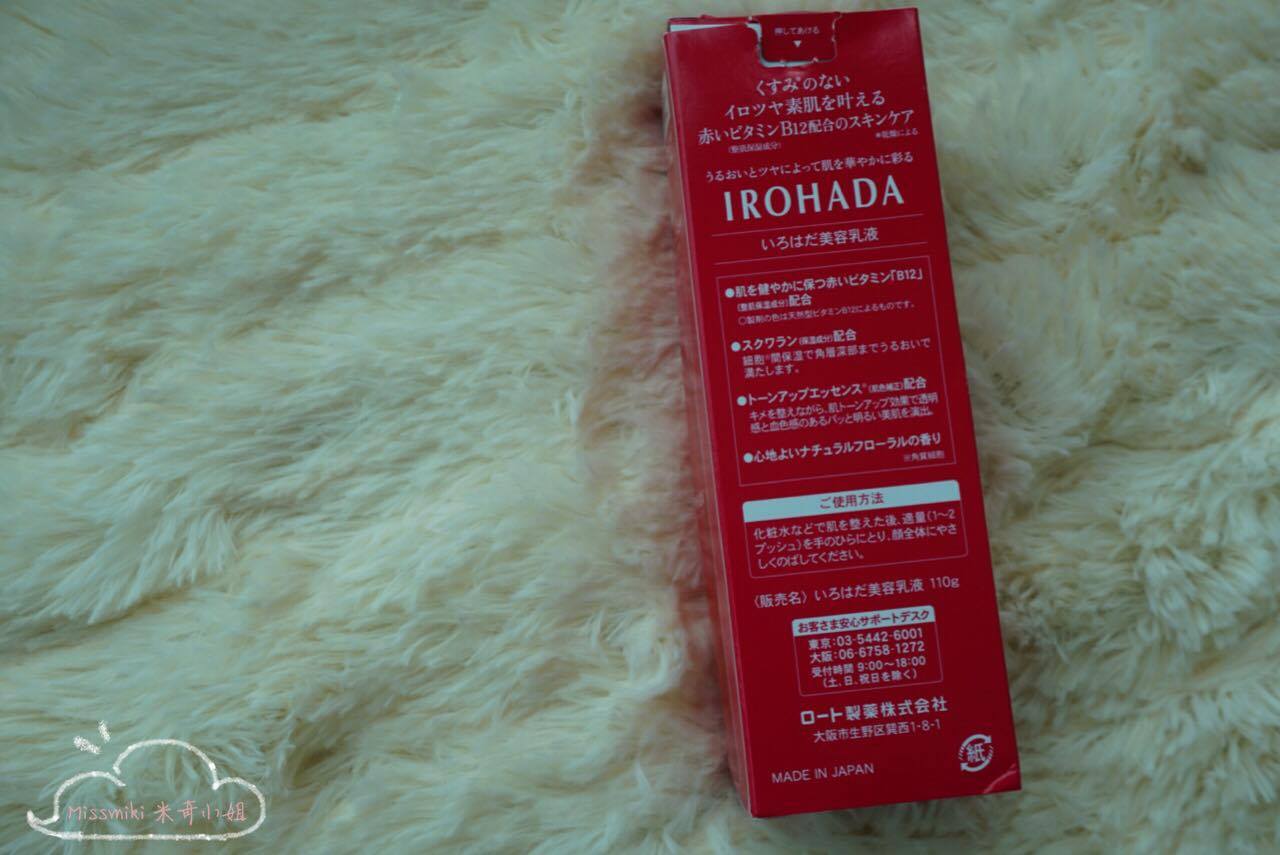 押してあける
▼
くすみ*のない
イロツヤ素肌を叶える
赤いビタミンB12配合のスキンケア
(整肌保湿成分) *乾燥による
うるおいとツヤによって肌を華やかに彩る
IROHADA
いろはだ美容乳液
●肌を健やかに保つ赤いビタミン「B12」
(整肌保湿成分)配合
○製剤の色は天然型ビタミンB12によるものです。
●スクワラン(保湿成分)配合
細胞※間保湿で角層深部までうるおいで
満たします。
●トーンアップエッセンス®(肌色補正)配合
キメを整えながら、肌トーンアップ効果で透明
感と血色感のあるパッと明るい美肌を演出。
●心地よいナチュラルフローラルの香り
※角質細胞
ご使用方法
化粧水などで肌を整えた後、適量(1〜2
プッシュ)を手のひらにとり、顔全体にやさ
しくのばしてください。
〈販売名〉いろはだ美容乳液 110g
お客さま安心サポートデスク
東京:03-5442-6001
大阪:06-6758-1272
受付時間 9:00〜18:00
(土、日、祝日を除く)
ロート製薬株式会社
大阪市生野区巽西1-8-1
MADE IN JAPAN
紙
Missmiki 米奇小姐